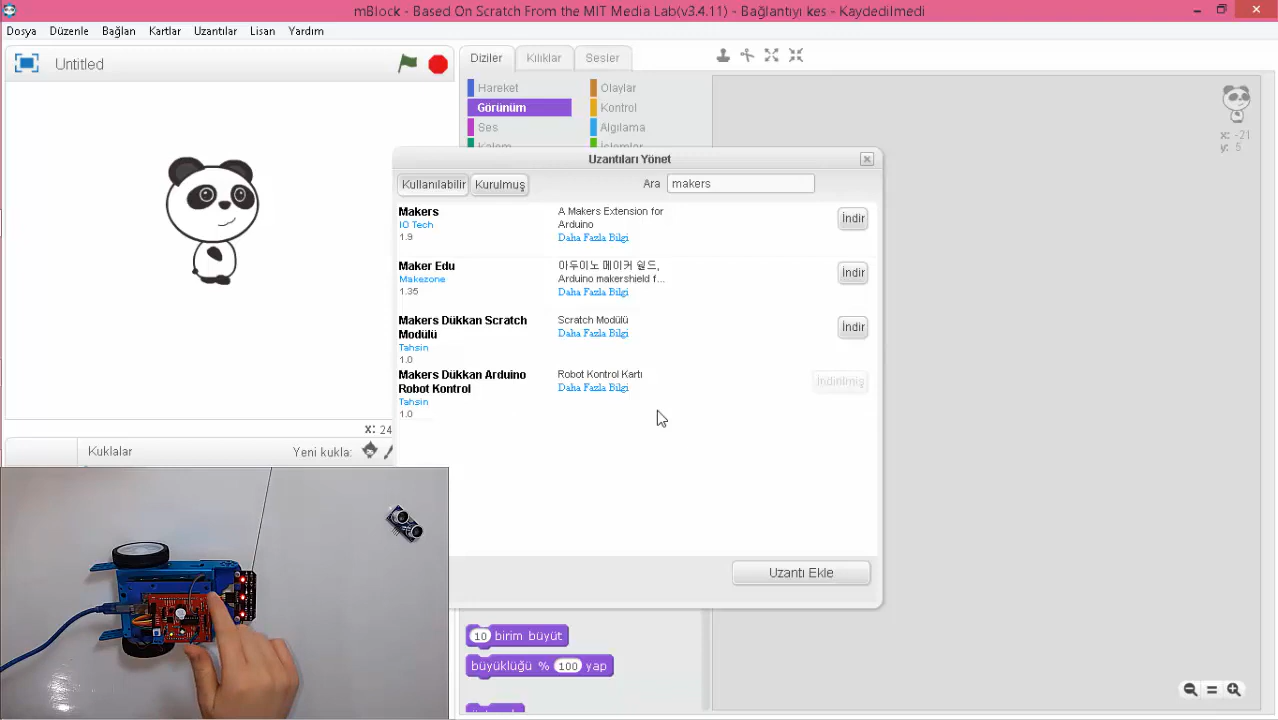 mBlock - Based On Scratch From the MIT Media Lab(v3.4.11) - Bağlantıyı kes - Kaydedilmedi
Dosya Düzenle Bağlan Kartlar Uzantılar Lisan Yardım
Untitled
Diziler Kılıklar Sesler
Hareket Olaylar
Görünüm Kontrol
Ses Algılama
Kalem İşlemler
x: -21
y: 5
Uzantıları Yönet
Kullanılabilir Kurulmuş Ara makers
Makers A Makers Extension for
IO Tech Arduino İndir
1.9 Daha Fazla Bilgi
Maker Edu 아두이노 메이커 쉴드,
Makezone Arduino makershield f... İndir
1.35 Daha Fazla Bilgi
Makers Dükkan Scratch Scratch Modülü
Modülü Daha Fazla Bilgi İndir
Tahsin
1.0
Makers Dükkan Arduino Robot Kontrol Kartı
Robot Kontrol Daha Fazla Bilgi İndirilmiş
Tahsin
1.0
x: 24
Kuklalar Yeni kukla:
Uzantı Ekle
10 birim büyüt
büyüklüğü % 100 yap